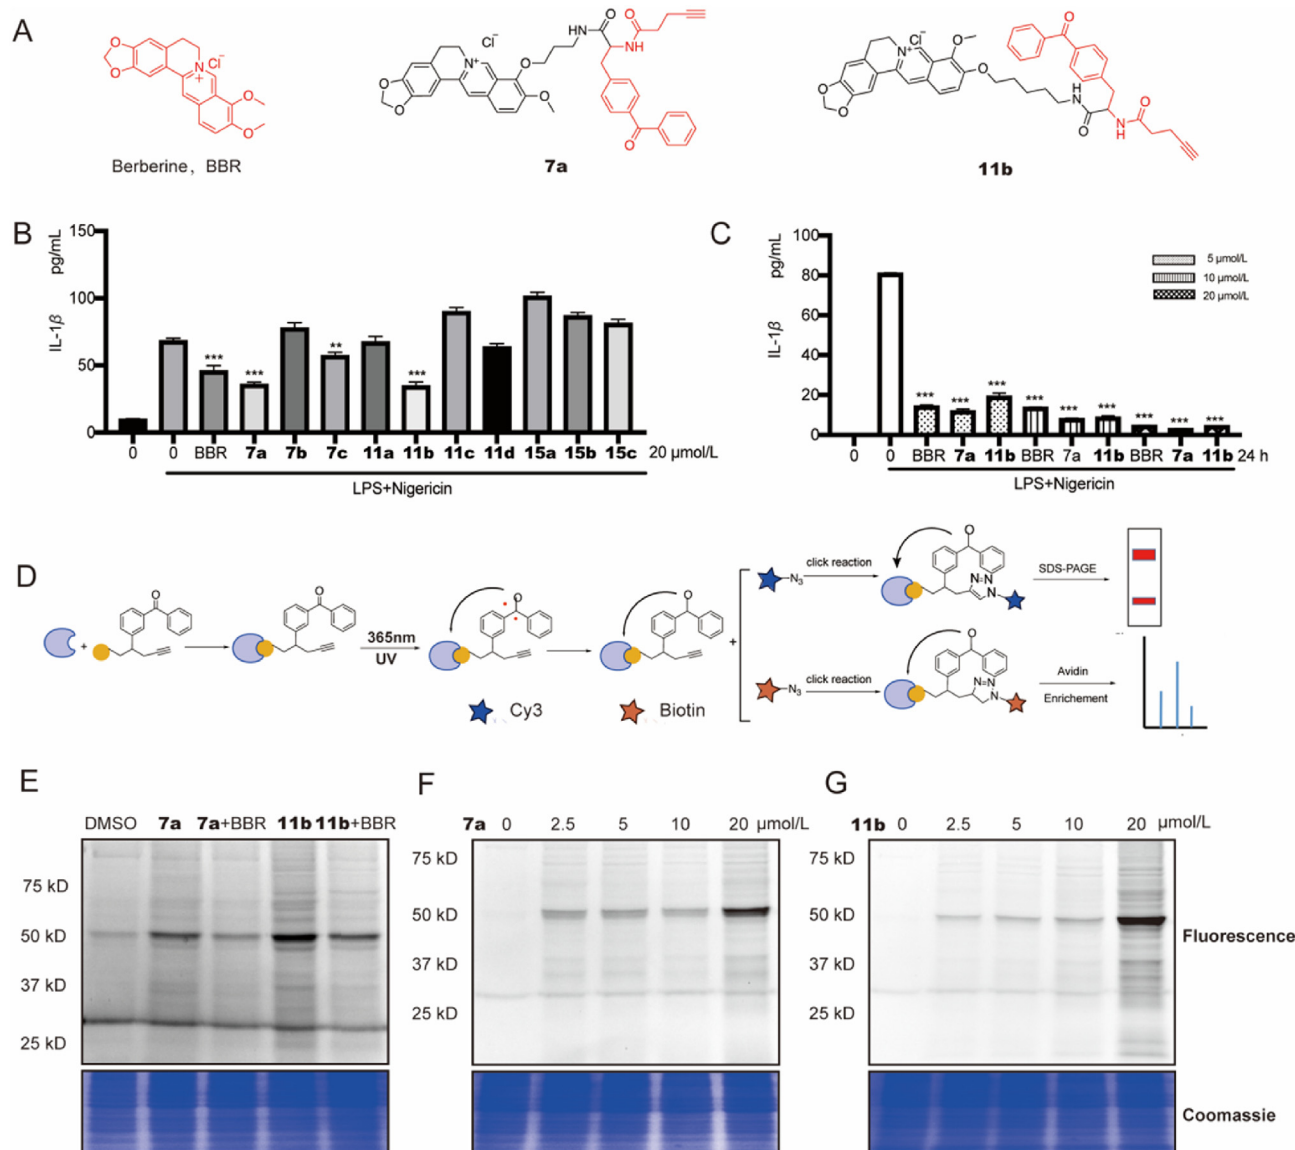 A
Cl⁻
N⁺
O
O
O
O
Berberine, BBR
Cl⁻
N⁺
O
O
O
O
NH
O
O
NH
O
7a
Cl⁻
N⁺
O
O
O
O
N
H
O
N
H
O
O
11b
B
IL-1β pg/mL
150
100
50
0
*** *** ** ***
0 0 BBR 7a 7b 7c 11a 11b 11c 11d 15a 15b 15c 20 μmol/L
LPS+Nigericin
C
IL-1β pg/mL
100
80
60
40
20
0
5 μmol/L
10 μmol/L
20 μmol/L
*** *** *** *** *** *** *** *** ***
0 0 BBR 7a 11b BBR 7a 11b BBR 7a 11b 24 h
LPS+Nigericin
D
+
O
O
365nm
UV
O
O
+
N₃
click reaction
O
N=N
N
SDS-PAGE
N₃
click reaction
O
N=N
N
Avidin
Enrichement
Cy3
Biotin
E
DMSO 7a 7a+BBR 11b 11b+BBR
75 kD
50 kD
37 kD
25 kD
F
7a 0 2.5 5 10 20 μmol/L
75 kD
50 kD
37 kD
25 kD
G
11b 0 2.5 5 10 20 μmol/L
75 kD
50 kD
37 kD
25 kD
Fluorescence
Coomassie